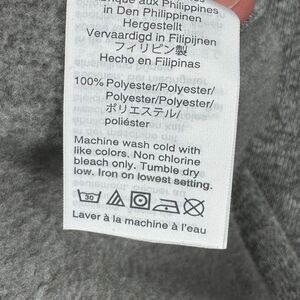 aux Philippines
in Den Philippinen
Hergestellt
Vervaardigd in Filipijnen
フィリピン製
Hecho en Filipinas
100% Polyester/Polyester/
Polyester/Polyester/
ポリエステル/
poliéster
Machine wash cold with
like colors. Non chlorine
bleach only. Tumble dry
low. Iron on lowest setting.
30
Laver à la machine à l'eau